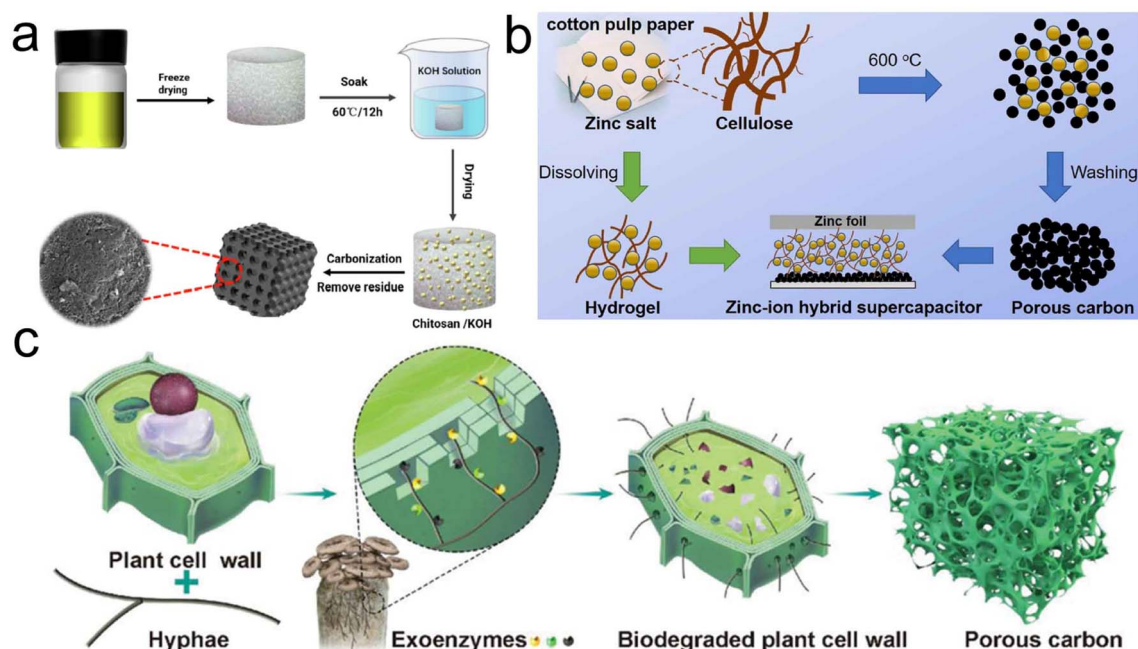 a
Freeze
drying
Soak
60℃/12h
KOH Solution
Drying
Carbonization
Remove residue
Chitosan /KOH
b
cotton pulp paper
Zinc salt
Cellulose
600 °C
Dissolving
Washing
Zinc foil
Hydrogel
Zinc-ion hybrid supercapacitor
Porous carbon
c
Plant cell wall
+
Hyphae
Exoenzymes
Biodegraded plant cell wall
Porous carbon